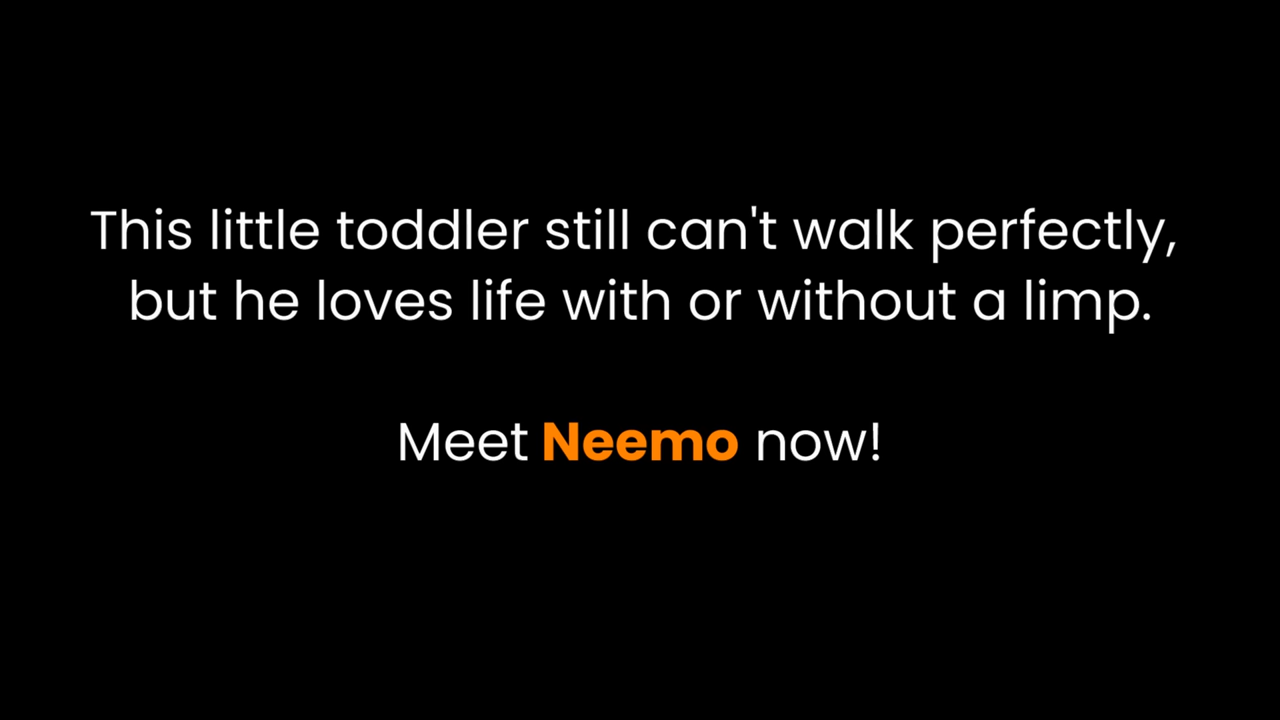 This little toddler still can't walk perfectly,
but he loves life with or without a limp.
Meet Neemo now!